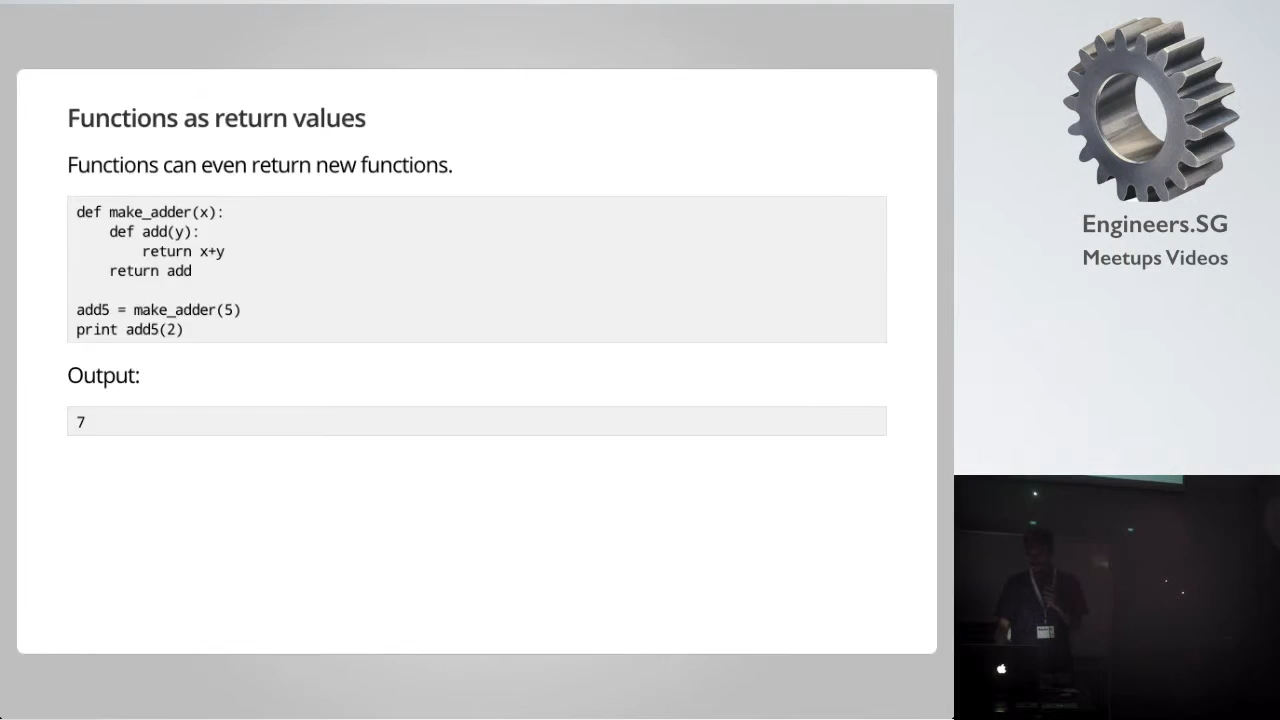 Functions as return values
Functions can even return new functions.
def make_adder(x):
    def add(y):
        return x+y
    return add
add5 = make_adder(5)
print add5(2)
Output:
7
Engineers.SG
Meetups Videos